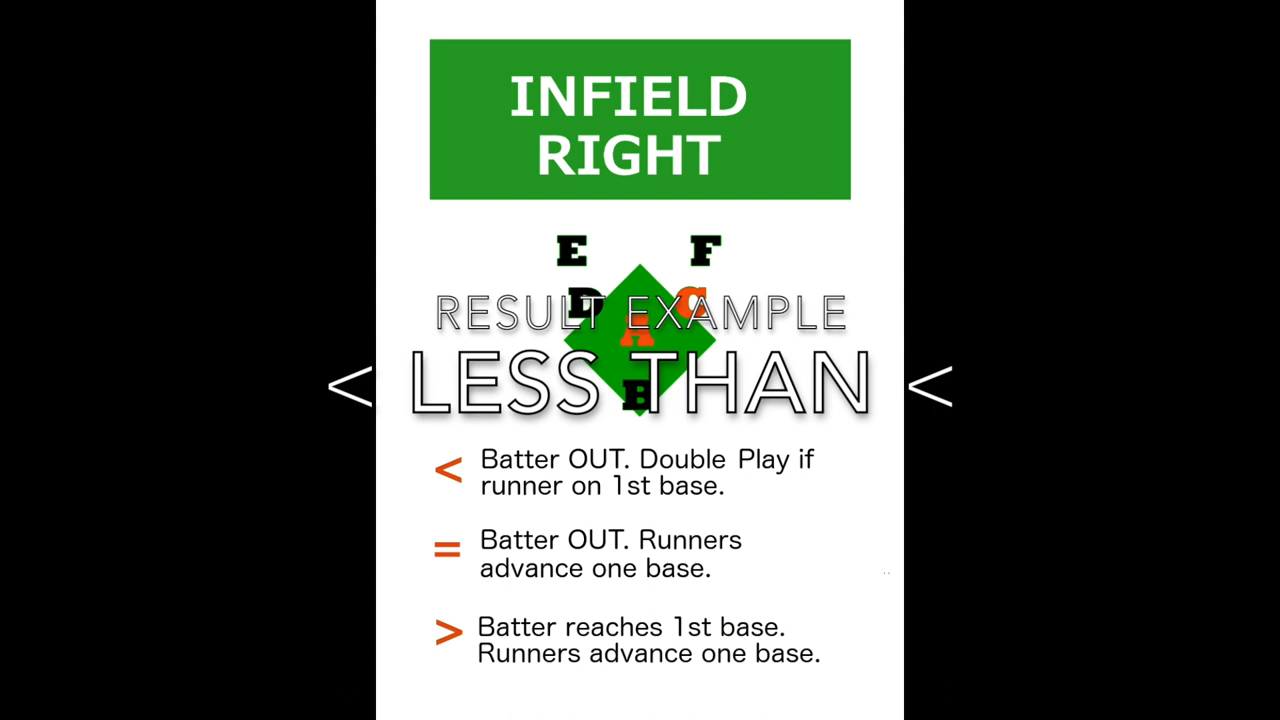 INFIELD
RIGHT
E F
D C
RESULT EXAMPLE
A
< LESS THAN <
B
< Batter OUT. Double Play if
runner on 1st base.
= Batter OUT. Runners
advance one base.
> Batter reaches 1st base.
Runners advance one base.